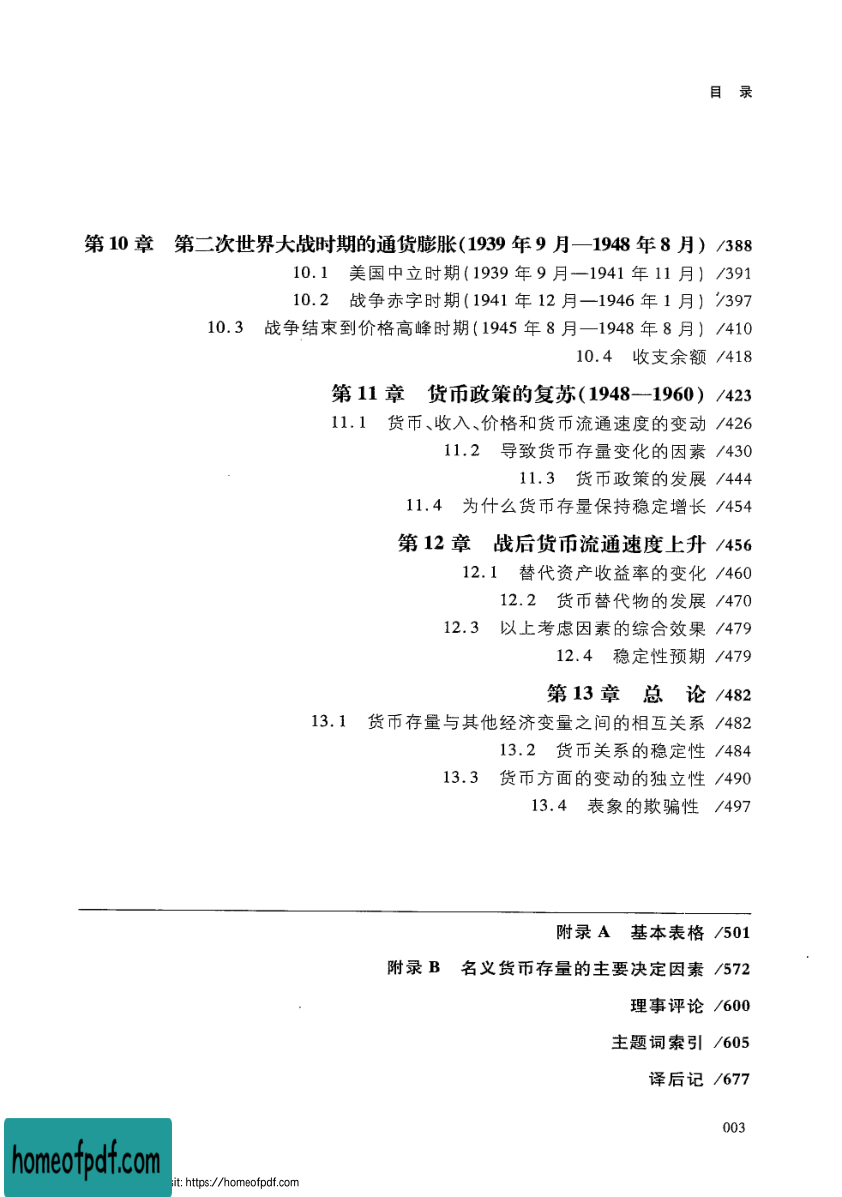 目 录
第 10 章 第二次世界大战时期的通货膨胀(1939 年 9 月—1948 年 8 月) /388
10.1 美国中立时期(1939 年 9 月—1941 年 11 月) /391
10.2 战争赤字时期(1941 年 12 月—1946 年 1 月) /397
10.3 战争结束到价格高峰时期(1945 年 8 月—1948 年 8 月) /410
10.4 收支余额 /418
第 11 章 货币政策的复苏(1948—1960) /423
11.1 货币、收入、价格和货币流通速度的变动 /426
11.2 导致货币存量变化的因素 /430
11.3 货币政策的发展 /444
11.4 为什么货币存量保持稳定增长 /454
第 12 章 战后货币流通速度上升 /456
12.1 替代资产收益率的变化 /460
12.2 货币替代物的发展 /470
12.3 以上考虑因素的综合效果 /479
12.4 稳定性预期 /479
第 13 章 总 论 /482
13.1 货币存量与其他经济变量之间的相互关系 /482
13.2 货币关系的稳定性 /484
13.3 货币方面的变动的独立性 /490
13.4 表象的欺骗性 /497
附录 A 基本表格 /501
附录 B 名义货币存量的主要决定因素 /572
理事评论 /600
主题词索引 /605
译后记 /677
003
homeofpdf.com
sit: https://homeofpdf.com